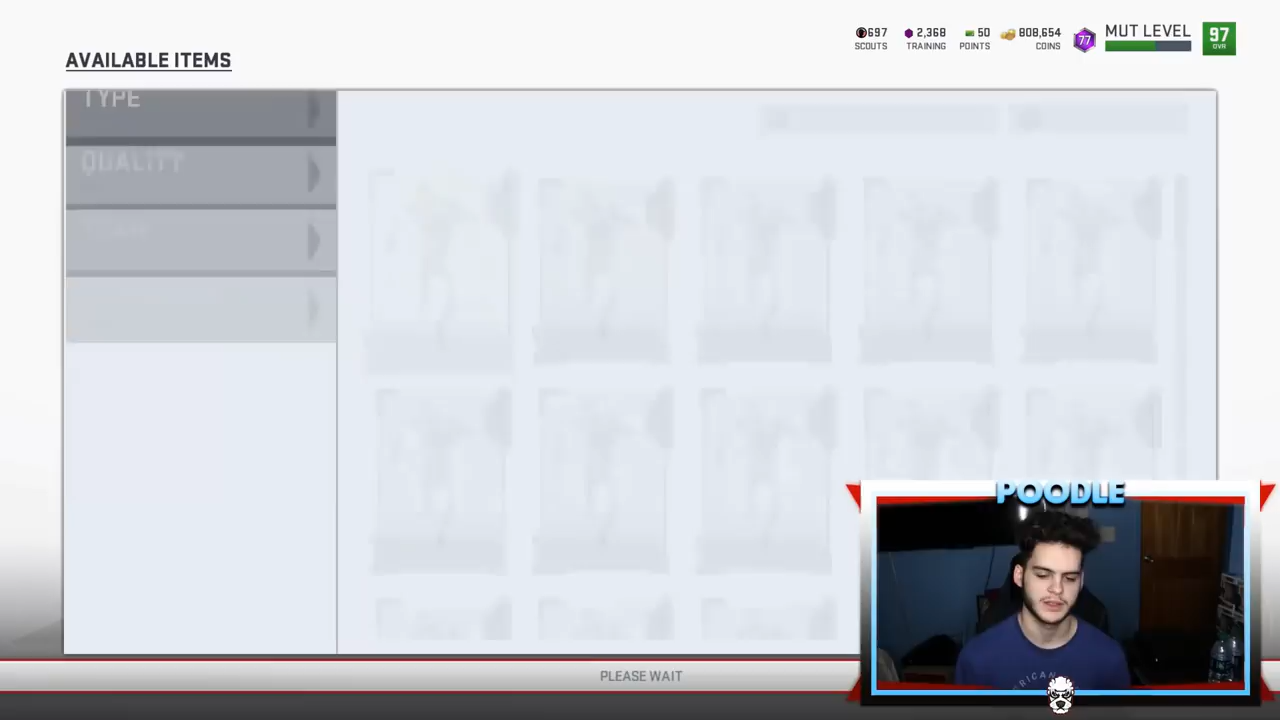 AVAILABLE ITEMS
697
SCOUTS
2,368
TRAINING
50
POINTS
808,654
COINS
77
MUT LEVEL
97
OVR
TYPE
QUALITY
PLEASE WAIT
POODLE